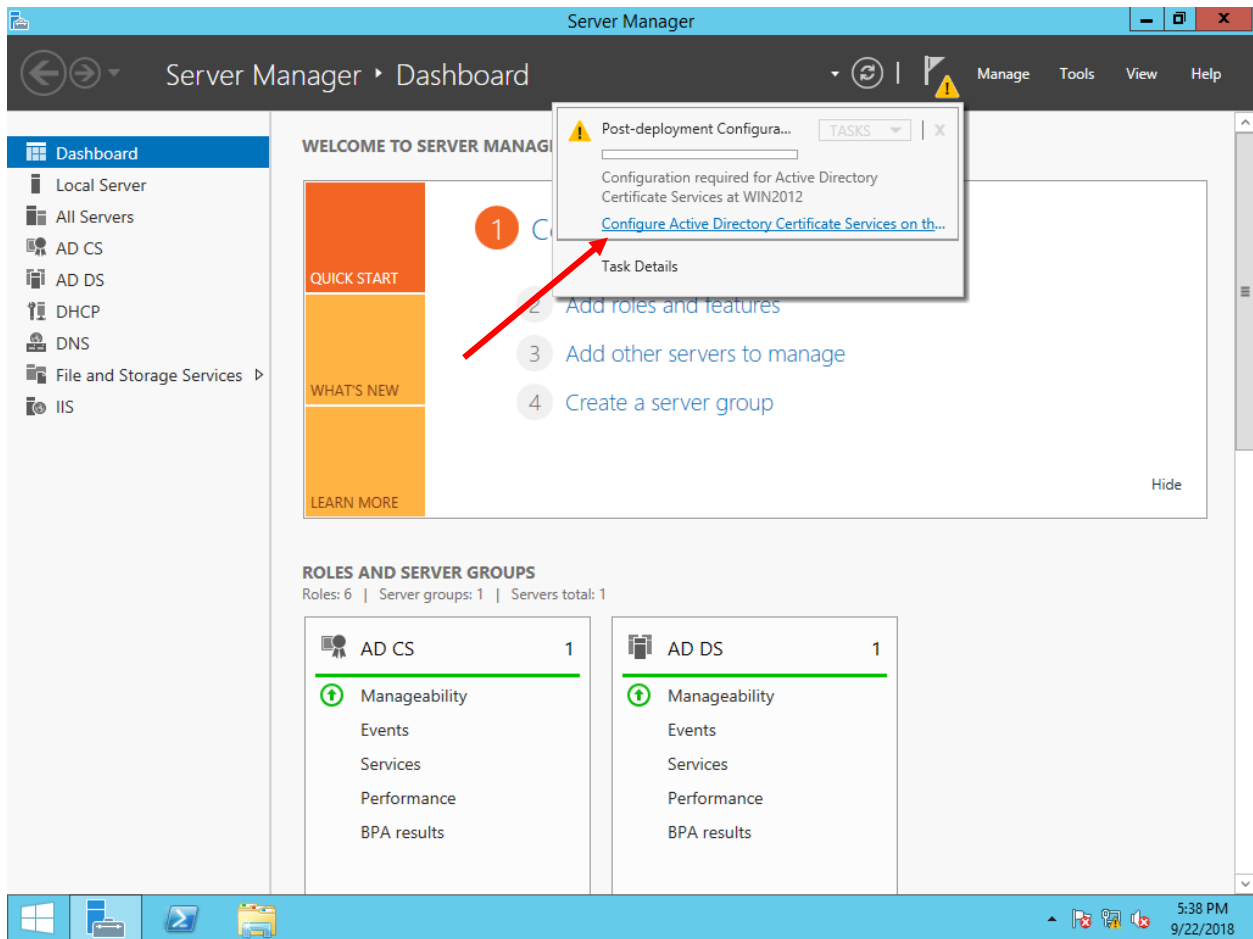 Server Manager
Server Manager ‣ Dashboard
Manage Tools View Help
Dashboard
Local Server
All Servers
AD CS
AD DS
DHCP
DNS
File and Storage Services
IIS
WELCOME TO SERVER MANAG
Post-deployment Configura... TASKS X
Configuration required for Active Directory
Certificate Services at WIN2012
Configure Active Directory Certificate Services on th...
Task Details
QUICK START
WHAT'S NEW
LEARN MORE
1 C
2 Add roles and features
3 Add other servers to manage
4 Create a server group
Hide
ROLES AND SERVER GROUPS
Roles: 6 | Server groups: 1 | Servers total: 1
AD CS 1
Manageability
Events
Services
Performance
BPA results
AD DS 1
Manageability
Events
Services
Performance
BPA results
5:38 PM
9/22/2018